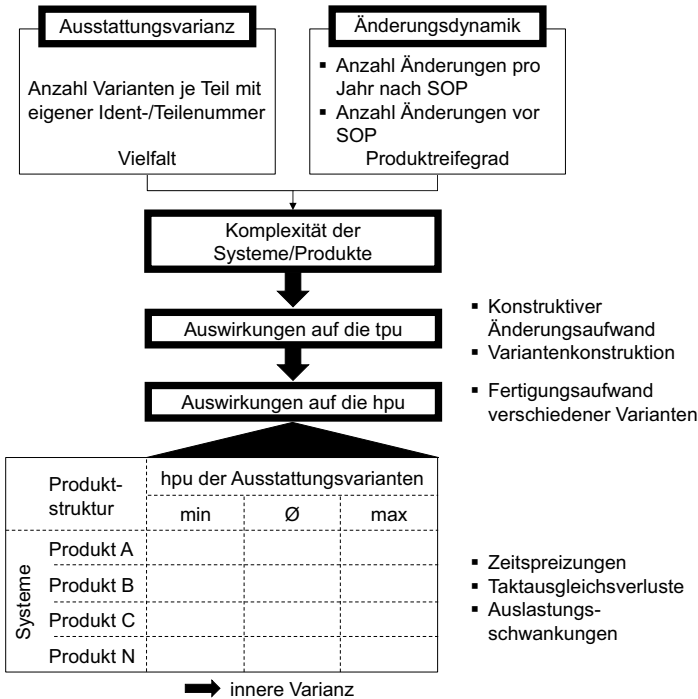 Ausstattungsvarianz
Anzahl Varianten je Teil mit
eigener Ident-/Teilenummer
Vielfalt
Änderungsdynamik
▪ Anzahl Änderungen pro
Jahr nach SOP
▪ Anzahl Änderungen vor
SOP
Produktreifegrad
Komplexität der
Systeme/Produkte
Auswirkungen auf die tpu
▪ Konstruktiver
Änderungsaufwand
▪ Variantenkonstruktion
Auswirkungen auf die hpu
▪ Fertigungsaufwand
verschiedener Varianten
Produkt-
struktur
hpu der Ausstattungsvarianten
min Ø max
Systeme
Produkt A
Produkt B
Produkt C
Produkt N
▪ Zeitspreizungen
▪ Taktausgleichsverluste
▪ Auslastungs-
schwankungen
innere Varianz